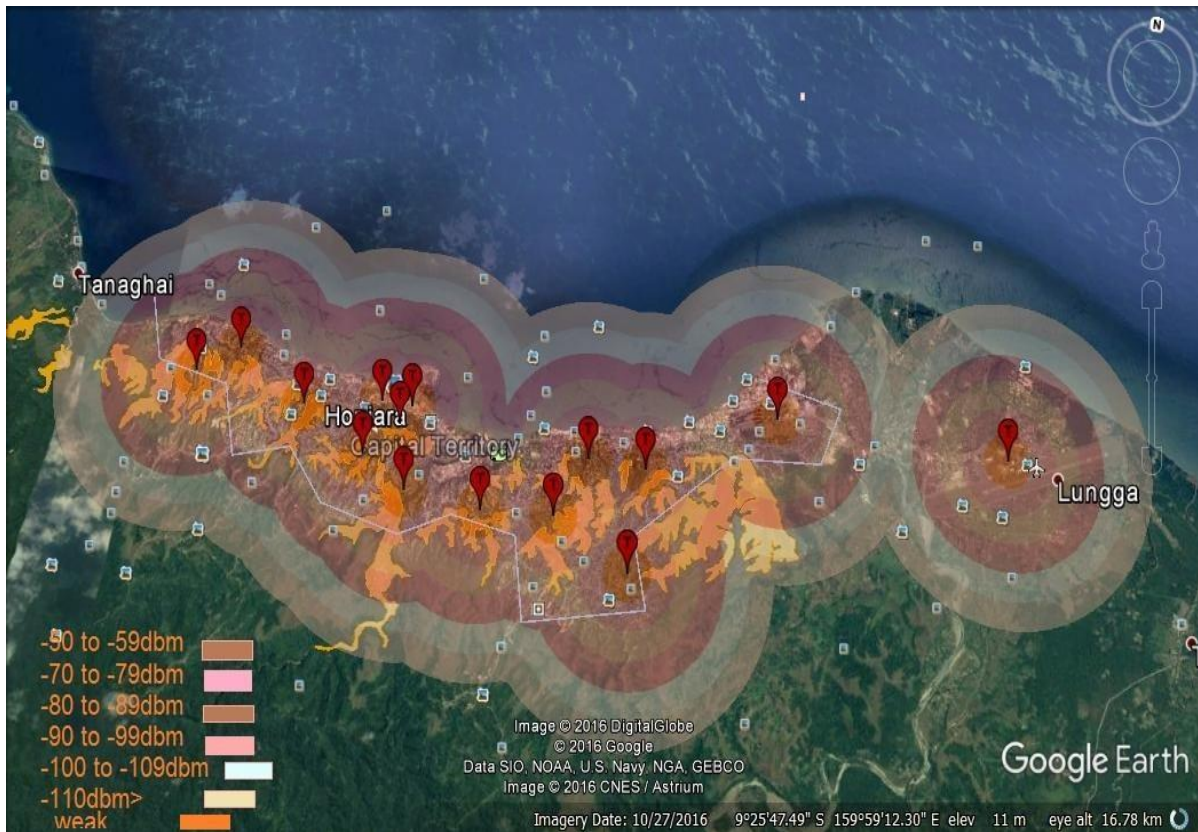 N
Tanaghai
Honiara
Capital Territory
Lungga
-90 to -59dbm
-70 to -79dbm
-80 to -89dbm
-90 to -99dbm
-100 to -109dbm
-110dbm>
weak
Image © 2016 DigitalGlobe
© 2016 Google
Data SIO, NOAA, U.S. Navy, NGA, GEBCO
Image © 2016 CNES / Astrium
Google Earth
Imagery Date: 10/27/2016 9°25'47.49" S 159°59'12.30" E elev 11 m eye alt 16.78 km